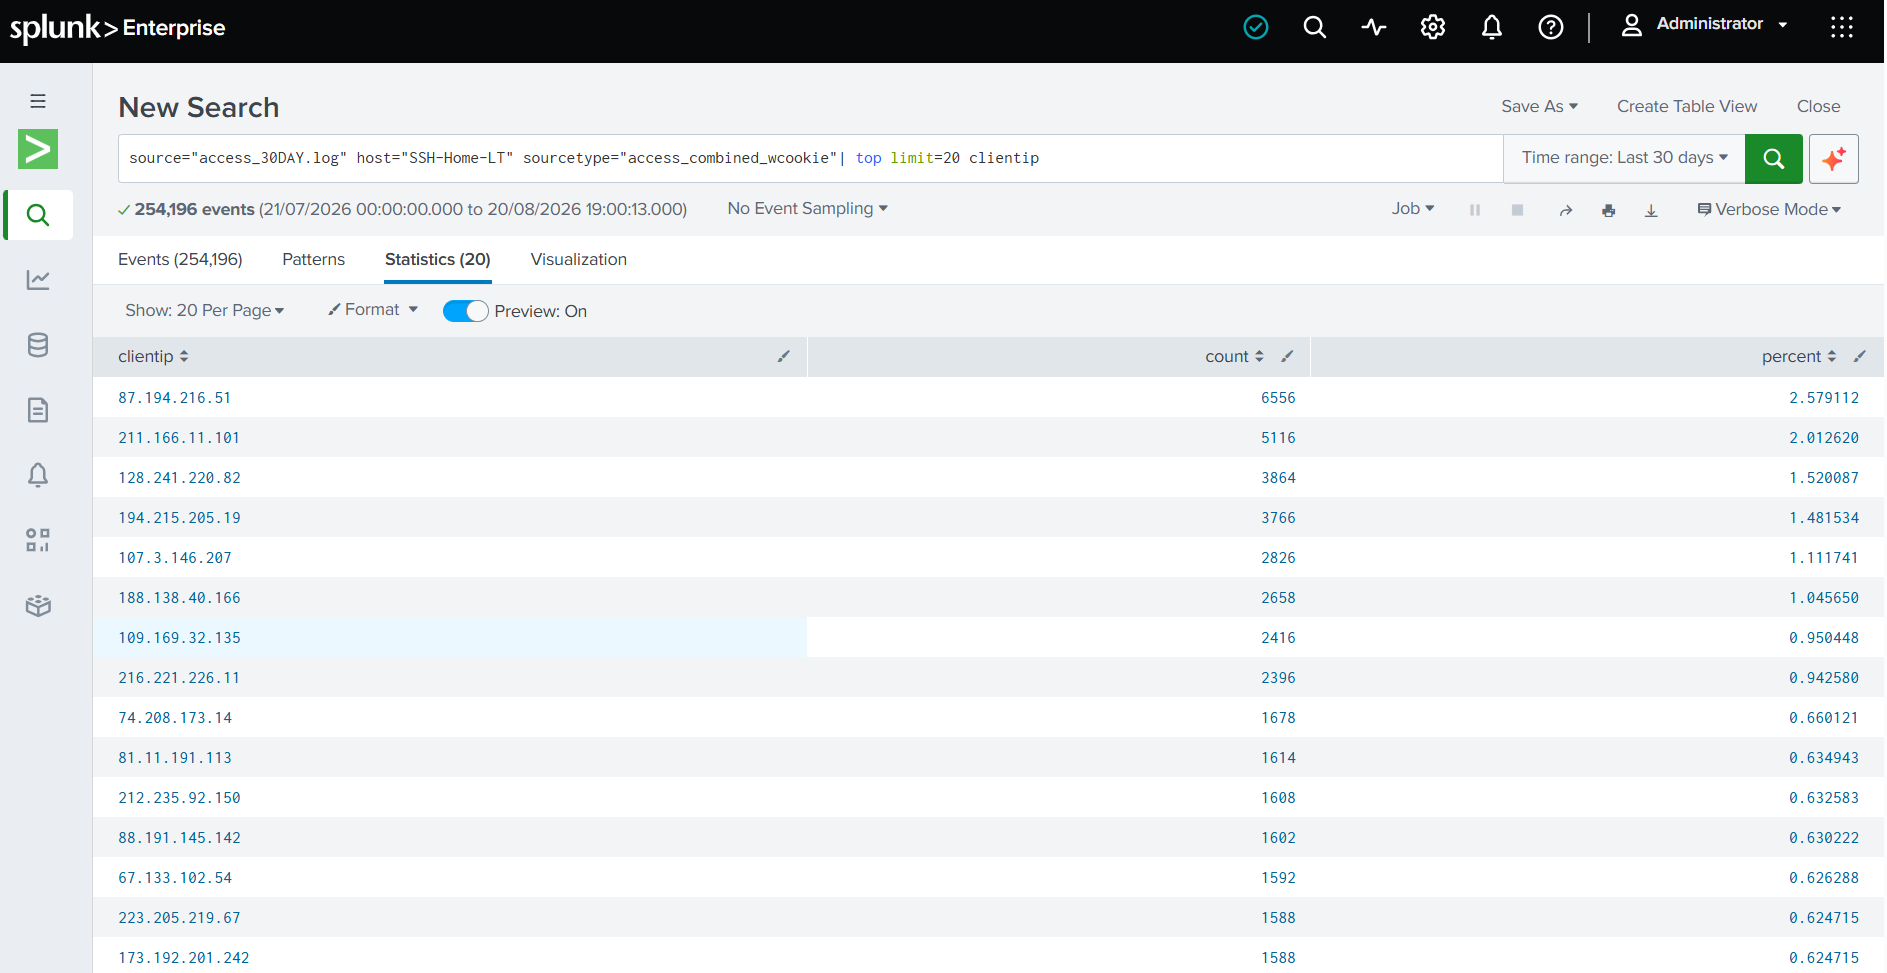 splunk> Enterprise
Administrator
New Search
Save As
Create Table View
Close
source="access_30DAY.log" host="SSH-Home-LT" sourcetype="access_combined_wcookie"| top limit=20 clientip
Time range: Last 30 days
254,196 events (21/07/2026 00:00:00.000 to 20/08/2026 19:00:13.000)
No Event Sampling
Job
Verbose Mode
Events (254,196)
Patterns
Statistics (20)
Visualization
Show: 20 Per Page
Format
Preview: On
clientip count percent
87.194.216.51 6556 2.579112
211.166.11.101 5116 2.012620
128.241.220.82 3864 1.520087
194.215.205.19 3766 1.481534
107.3.146.207 2826 1.111741
188.138.40.166 2658 1.045650
109.169.32.135 2416 0.950448
216.221.226.11 2396 0.942580
74.208.173.14 1678 0.660121
81.11.191.113 1614 0.634943
212.235.92.150 1608 0.632583
88.191.145.142 1602 0.630222
67.133.102.54 1592 0.626288
223.205.219.67 1588 0.624715
173.192.201.242 1588 0.624715